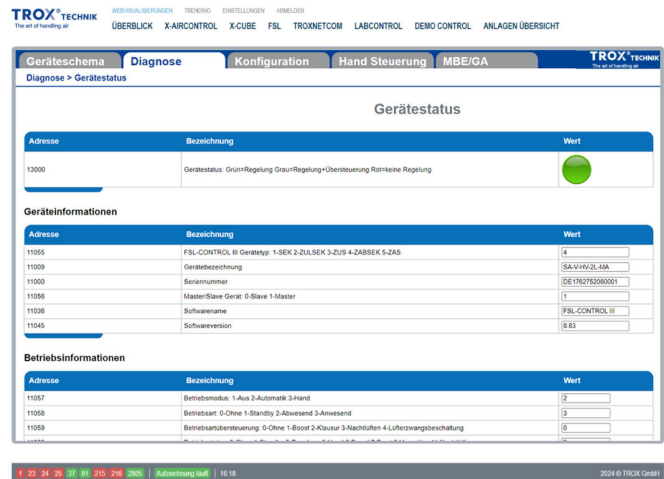 TROX® TECHNIK
The art of handling air
WEBVISUALISIERUNGEN TRENDING EINSTELLUNGEN ABMELDEN
ÜBERBLICK X-AIRCONTROL X-CUBE FSL TROXNETCOM LABCONTROL DEMO CONTROL ANLAGEN ÜBERSICHT
Geräteschema Diagnose Konfiguration Hand Steuerung MBE/GA
TROX® TECHNIK
The art of handling air
Diagnose > Gerätestatus
Gerätestatus
Adresse Bezeichnung Wert
13000 Gerätestatus: Grün=Regelung Grau=Regelung+Übersteuerung Rot=keine Regelung
Geräteinformationen
Adresse Bezeichnung Wert
11055 FSL-CONTROL III Gerätetyp: 1-SEK 2-ZULSEK 3-ZUS 4-ZABSEK 5-ZAS 4
11009 Gerätebezeichnung SA-V-HV-2L-MA
11000 Seriennummer DE1762752080001
11056 Master/Slave Gerät: 0-Slave 1-Master 1
11036 Softwarename FSL-CONTROL III
11045 Softwareversion 8.83
Betriebsinformationen
Adresse Bezeichnung Wert
11057 Betriebsmodus: 1-Aus 2-Automatik 3-Hand 2
11058 Betriebsart: 0-Ohne 1-Standby 2-Abwesend 3-Anwesend 3
11059 Betriebsartübersteuerung: 0-Ohne 1-Boost 2-Klausur 3-Nachtlüften 4-Lüfterzwangsbeschaltung 0
1 23 24 25 37 81 215 216 2805 Aufzeichnung läuft 16:18
2024 © TROX GmbH